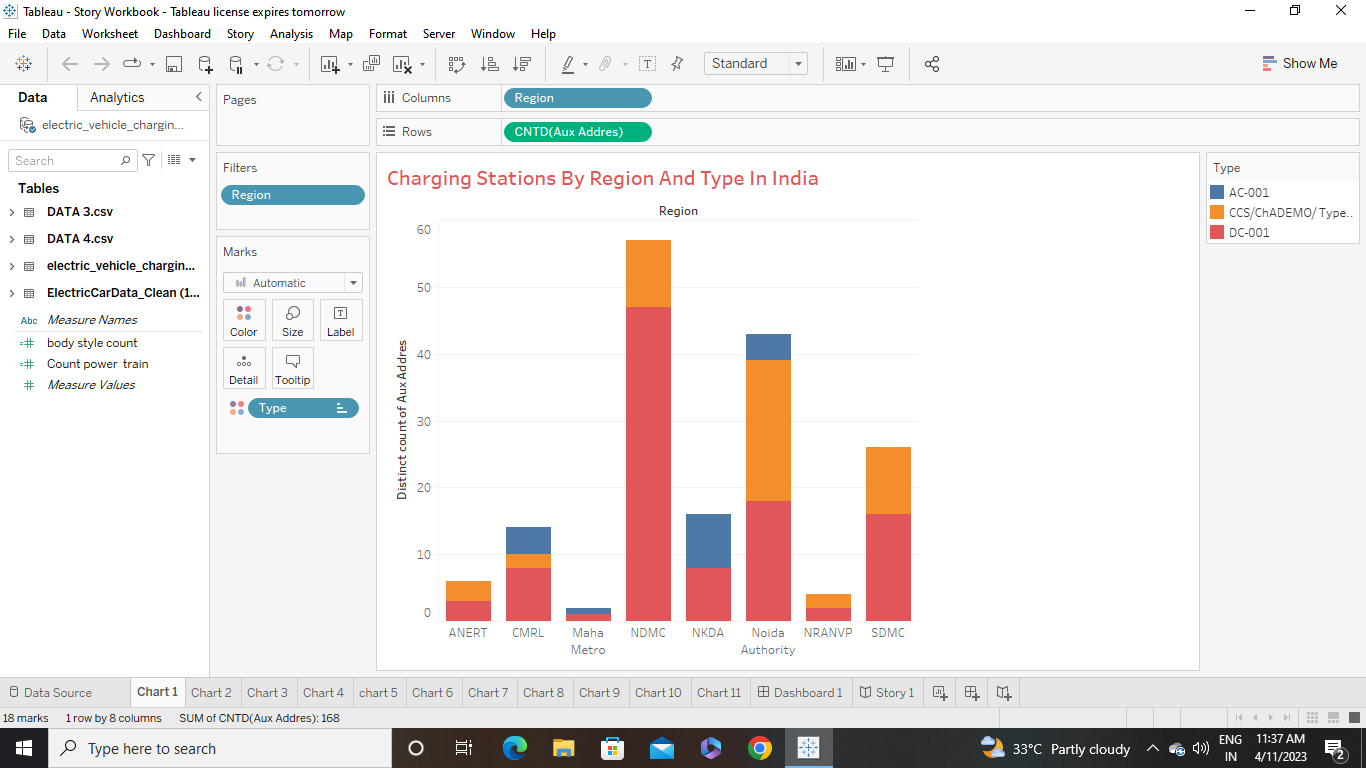 Tableau - Story Workbook - Tableau license expires tomorrow
File Data Worksheet Dashboard Story Analysis Map Format Server Window Help
Standard
Show Me
Data Analytics
electric_vehicle_chargin...
Search
Tables
DATA 3.csv
DATA 4.csv
electric_vehicle_chargin...
ElectricCarData_Clean (1...
Abc Measure Names
body style count
Count power train
Measure Values
Pages
Filters
Region
Marks
Automatic
Color Size Label
Detail Tooltip
Type
Columns Region
Rows CNTD(Aux Addres)
Charging Stations By Region And Type In India
Region
Distinct count of Aux Addres
60
50
40
30
20
10
0
ANERT CMRL Maha Metro NDMC NKDA Noida Authority NRANVP SDMC
Type
AC-001
CCS/ChADEMO/ Type..
DC-001
Data Source Chart 1 Chart 2 Chart 3 Chart 4 chart 5 Chart 6 Chart 7 Chart 8 Chart 9 Chart 10 Chart 11 Dashboard 1 Story 1
18 marks 1 row by 8 columns SUM of CNTD(Aux Addres): 168
Type here to search
33°C Partly cloudy
ENG
IN
11:37 AM
4/11/2023
2